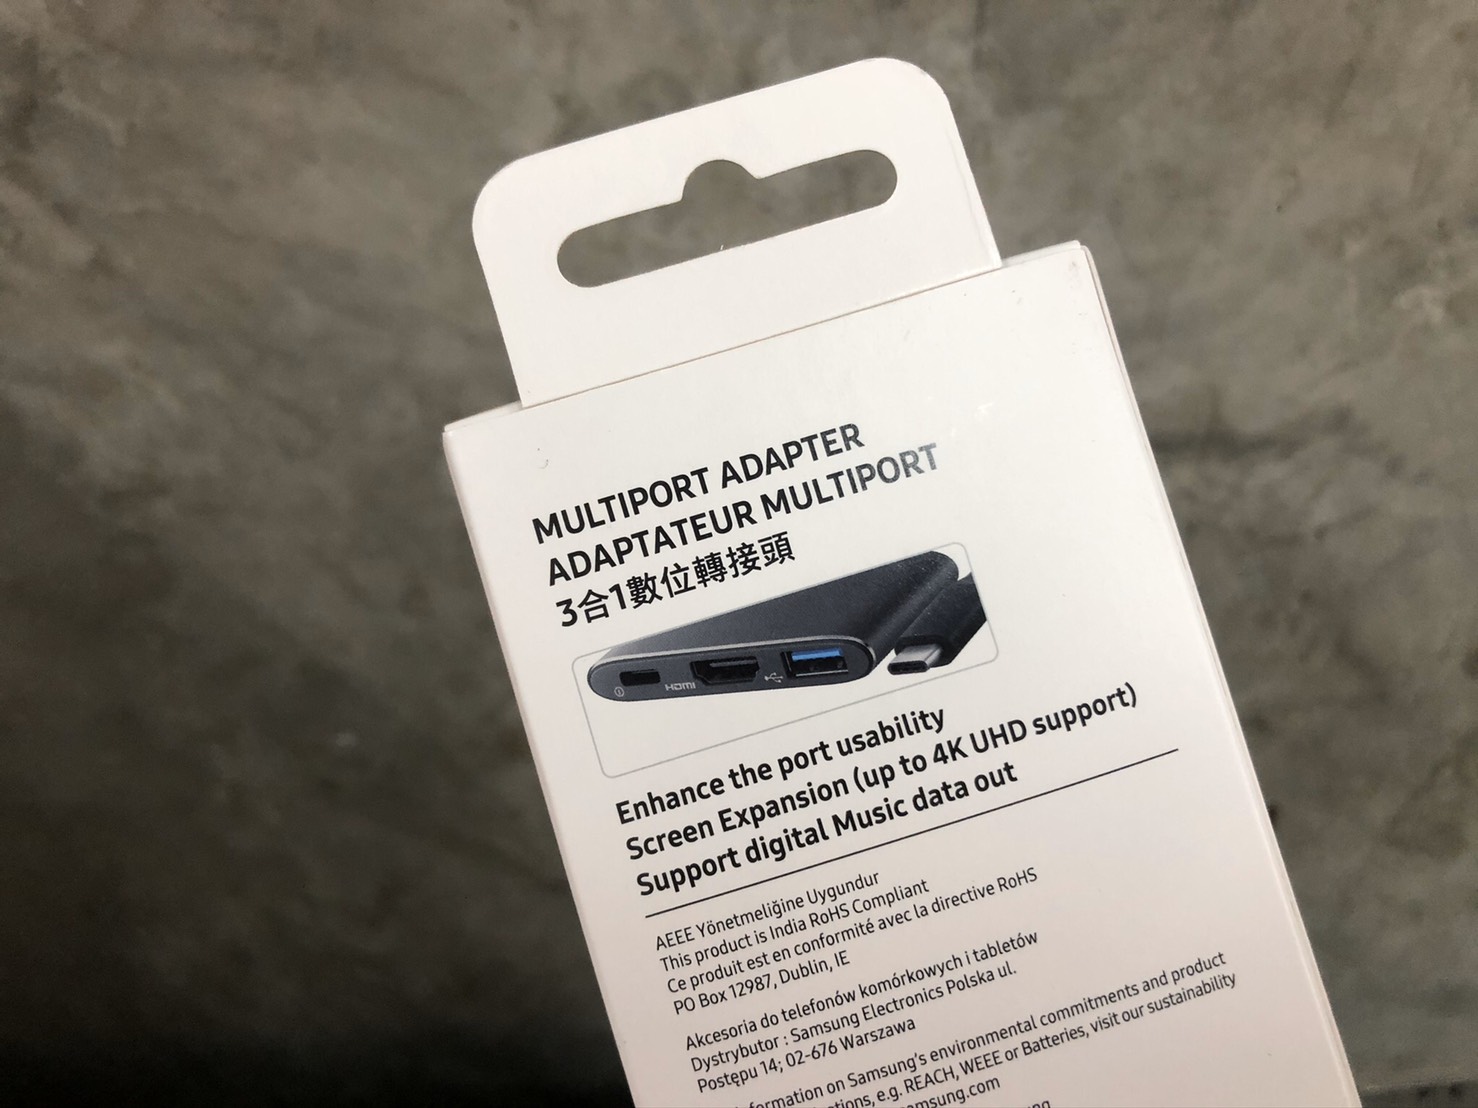 MULTIPORT ADAPTER
ADAPTATEUR MULTIPORT
3合1數位轉接頭
HDMI
Enhance the port usability
Screen Expansion (up to 4K UHD support)
Support digital Music data out
AEEE Yönetmeliğine Uygundur
This product is India RoHS Compliant
Ce produit est en conformité avec la directive RoHS
PO Box 12987, Dublin, IE
Akcesoria do telefonów komórkowych i tabletów
Dystrybutor : Samsung Electronics Polska ul.
Postępu 14; 02-676 Warszawa
on Samsung's environmental commitments and product
e.g. REACH, WEEE or Batteries, visit our sustainability